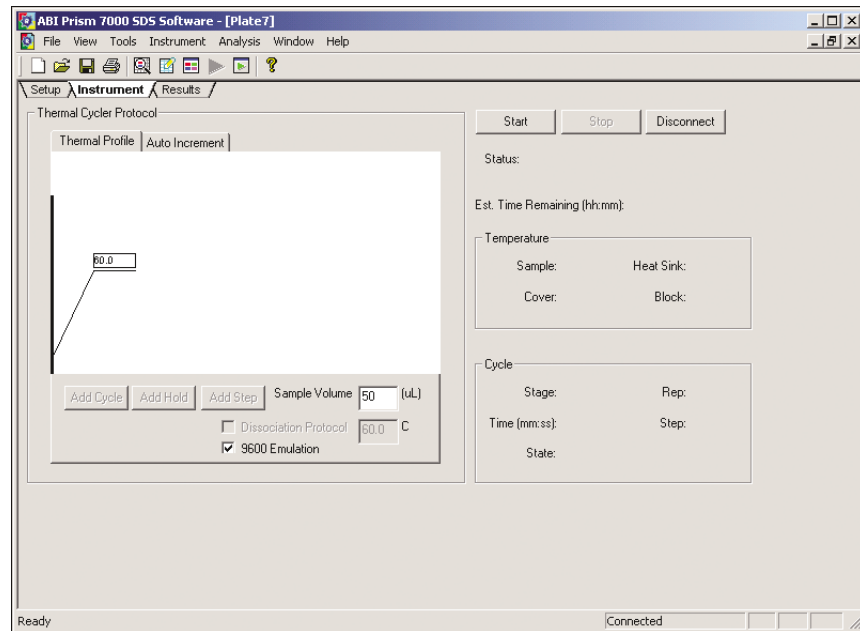 ABI Prism 7000 SDS Software - [Plate7]
File View Tools Instrument Analysis Window Help
Setup Instrument Results
Thermal Cycler Protocol
Thermal Profile Auto Increment
60.0
Add Cycle Add Hold Add Step Sample Volume 50 (uL)
Dissociation Protocol 60.0 C
9600 Emulation
Start Stop Disconnect
Status:
Est. Time Remaining (hh:mm):
Temperature
Sample: Heat Sink:
Cover: Block:
Cycle
Stage: Rep:
Time (mm:ss): Step:
State:
Ready Connected